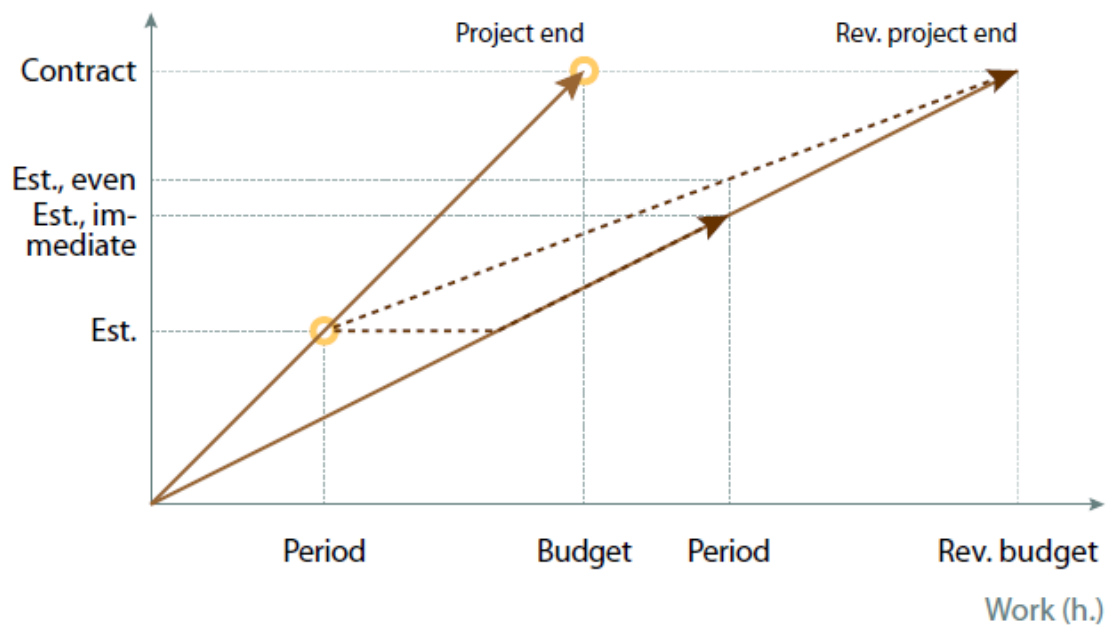 Project end
Rev. project end
Contract
Est., even
Est., im-
mediate
Est.
Period
Budget
Period
Rev. budget
Work (h.)